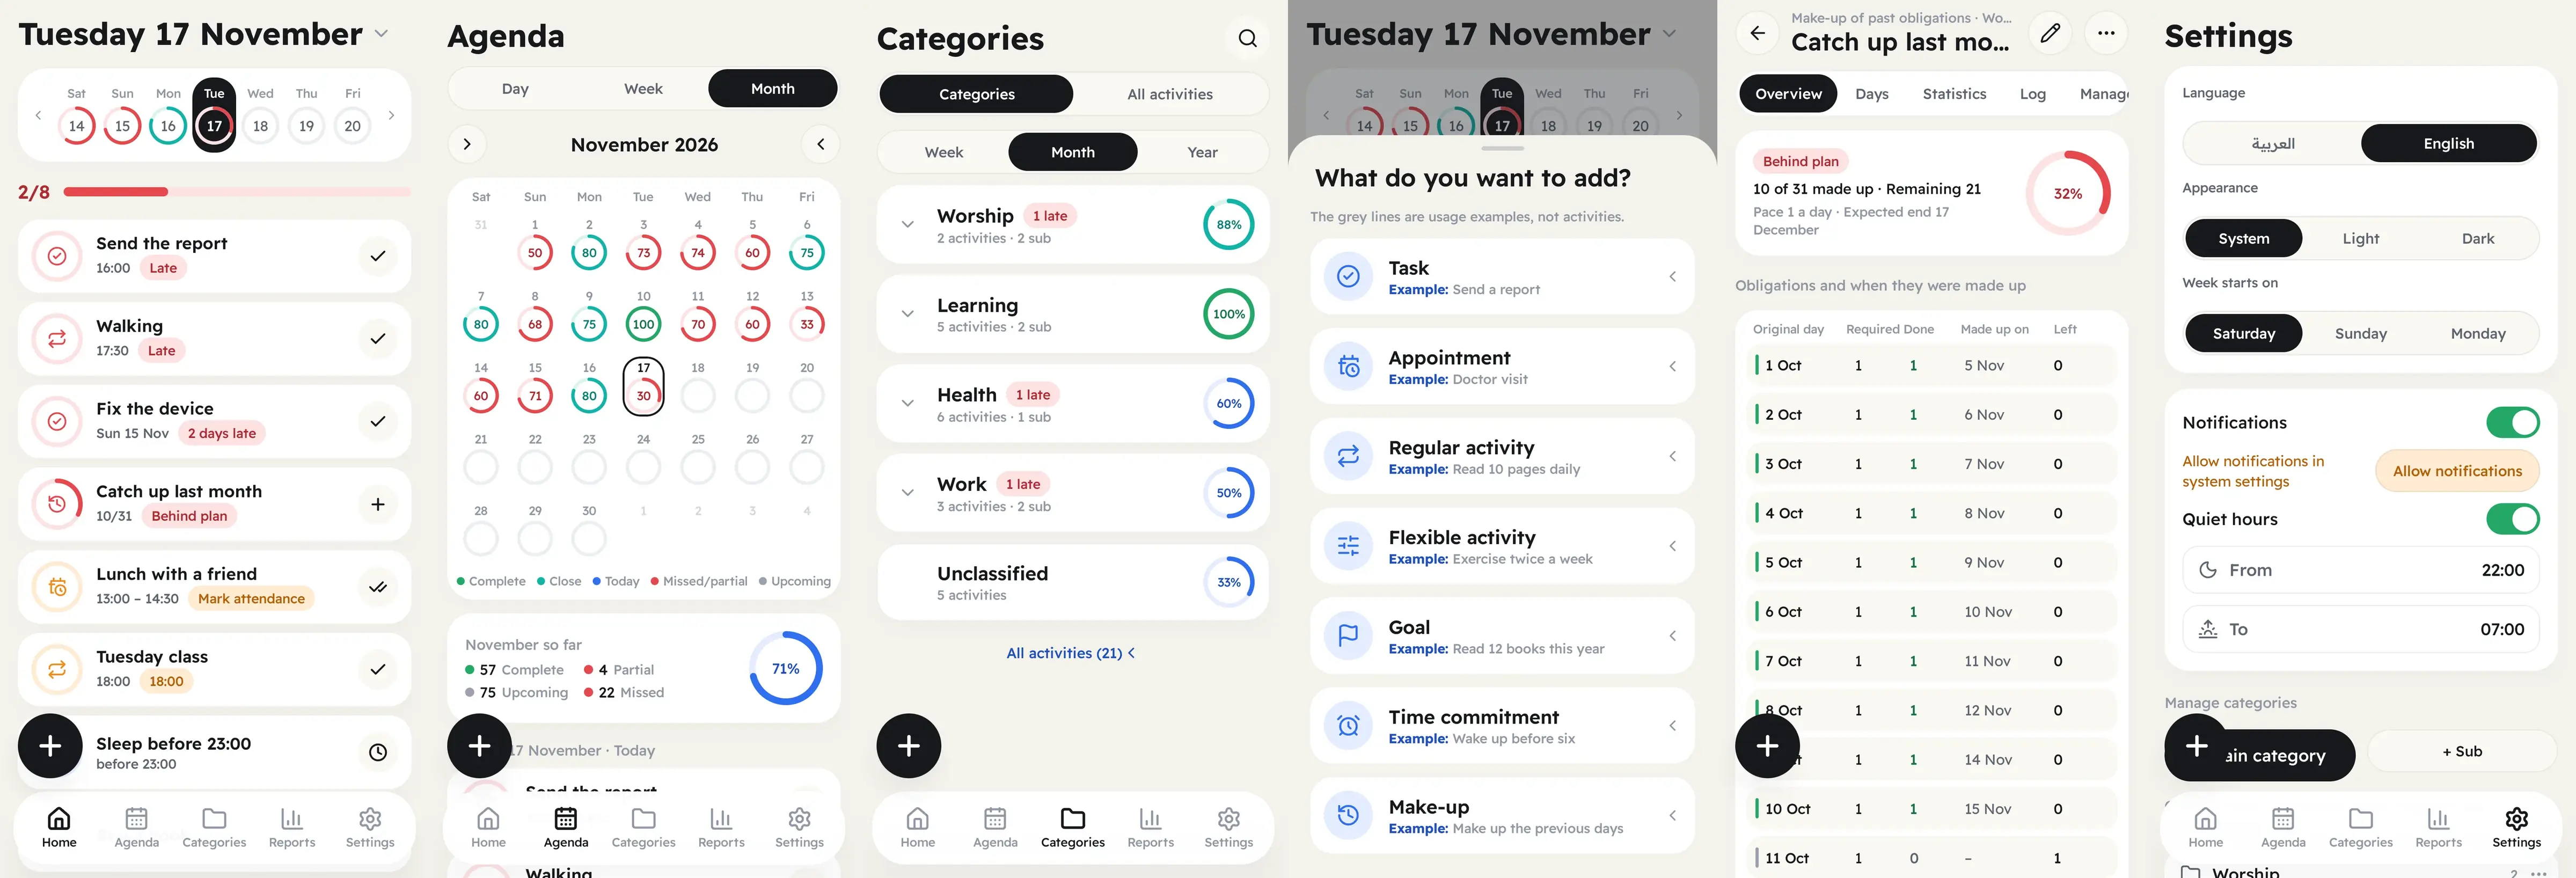 Tuesday 17 November
Sat Sun Mon Tue Wed Thu Fri
14 15 16 17 18 19 20
2/8
Send the report
16:00 Late
Walking
17:30 Late
Fix the device
Sun 15 Nov 2 days late
Catch up last month
10/31 Behind plan
Lunch with a friend
13:00 – 14:30 Mark attendance
Tuesday class
18:00 18:00
Sleep before 23:00
before 23:00
Home Agenda Categories Reports Settings
Agenda
Day Week Month
November 2026
Sat Sun Mon Tue Wed Thu Fri
31 1 2 3 4 5 6
50 80 73 74 60 75
7 8 9 10 11 12 13
80 68 75 100 70 60 33
14 15 16 17 18 19 20
60 71 80 30
21 22 23 24 25 26 27
28 29 30 1 2 3 4
Complete Close Today Missed/partial Upcoming
November so far
57 Complete 4 Partial
75 Upcoming 22 Missed
71%
17 November · Today
Send the report
Home Agenda Categories Reports Settings
Walking
Categories
Categories All activities
Week Month Year
Worship 1 late
2 activities · 2 sub
88%
Learning
5 activities · 2 sub
100%
Health 1 late
6 activities · 1 sub
60%
Work 1 late
3 activities · 2 sub
50%
Unclassified
5 activities
33%
All activities (21)
Home Agenda Categories Reports Settings
Tuesday 17 November
Sat Sun Mon Tue Wed Thu Fri
14 15 16 17 18 19 20
What do you want to add?
The grey lines are usage examples, not activities.
Task
Example: Send a report
Appointment
Example: Doctor visit
Regular activity
Example: Read 10 pages daily
Flexible activity
Example: Exercise twice a week
Goal
Example: Read 12 books this year
Time commitment
Example: Wake up before six
Make-up
Example: Make up the previous days
Make-up of past obligations · Wo...
Catch up last mo...
Overview Days Statistics Log Manage
Behind plan
10 of 31 made up · Remaining 21
Pace 1 a day · Expected end 17
December
32%
Obligations and when they were made up
Original day Required Done Made up on Left
1 Oct 1 1 5 Nov 0
2 Oct 1 1 6 Nov 0
3 Oct 1 1 7 Nov 0
4 Oct 1 1 8 Nov 0
5 Oct 1 1 9 Nov 0
6 Oct 1 1 10 Nov 0
7 Oct 1 1 11 Nov 0
8 Oct 1 1 12 Nov 0
1 1 14 Nov 0
10 Oct 1 1 15 Nov 0
11 Oct 1 0 – 1
Settings
Language
العربية English
Appearance
System Light Dark
Week starts on
Saturday Sunday Monday
Notifications
Allow notifications in
system settings
Allow notifications
Quiet hours
From 22:00
To 07:00
Manage categories
ain category + Sub
Home Agenda Categories Reports Settings
Worship 2